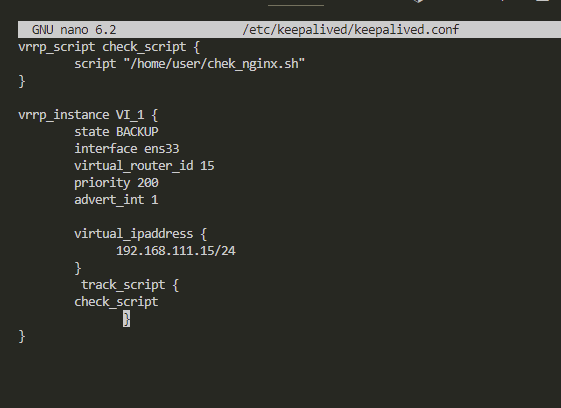 GNU nano 6.2 /etc/keepalived/keepalived.conf
vrrp_script check_script {
script "/home/user/chek_nginx.sh"
}
vrrp_instance VI_1 {
state BACKUP
interface ens33
virtual_router_id 15
priority 200
advert_int 1
virtual_ipaddress {
192.168.111.15/24
}
track_script {
check_script
}
}